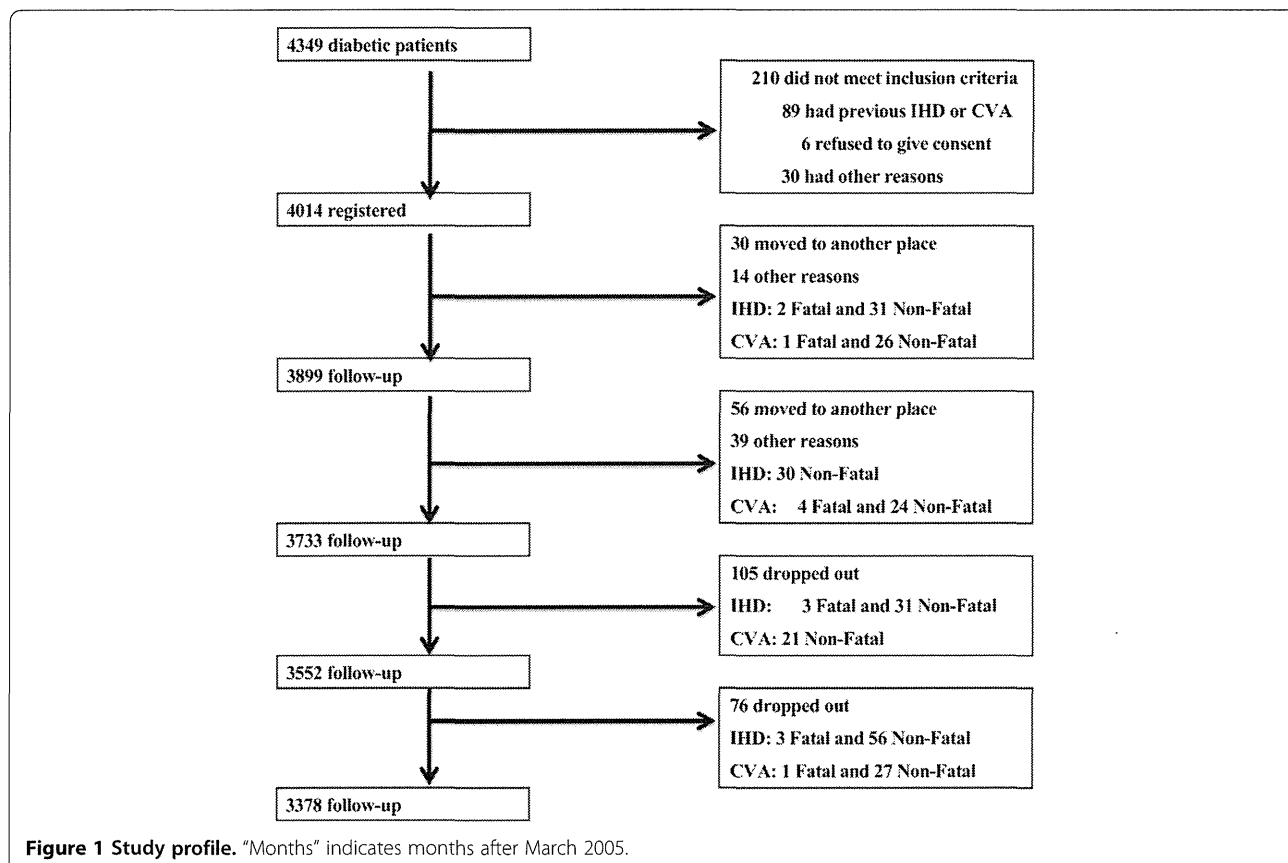 4349 diabetic patients
210 did not meet inclusion criteria
89 had previous IHD or CVA
6 refused to give consent
30 had other reasons
4014 registered
30 moved to another place
14 other reasons
IHD: 2 Fatal and 31 Non-Fatal
CVA: 1 Fatal and 26 Non-Fatal
3899 follow-up
56 moved to another place
39 other reasons
IHD: 30 Non-Fatal
CVA: 4 Fatal and 24 Non-Fatal
3733 follow-up
105 dropped out
IHD: 3 Fatal and 31 Non-Fatal
CVA: 21 Non-Fatal
3552 follow-up
76 dropped out
IHD: 3 Fatal and 56 Non-Fatal
CVA: 1 Fatal and 27 Non-Fatal
3378 follow-up
Figure 1 Study profile. "Months" indicates months after March 2005.